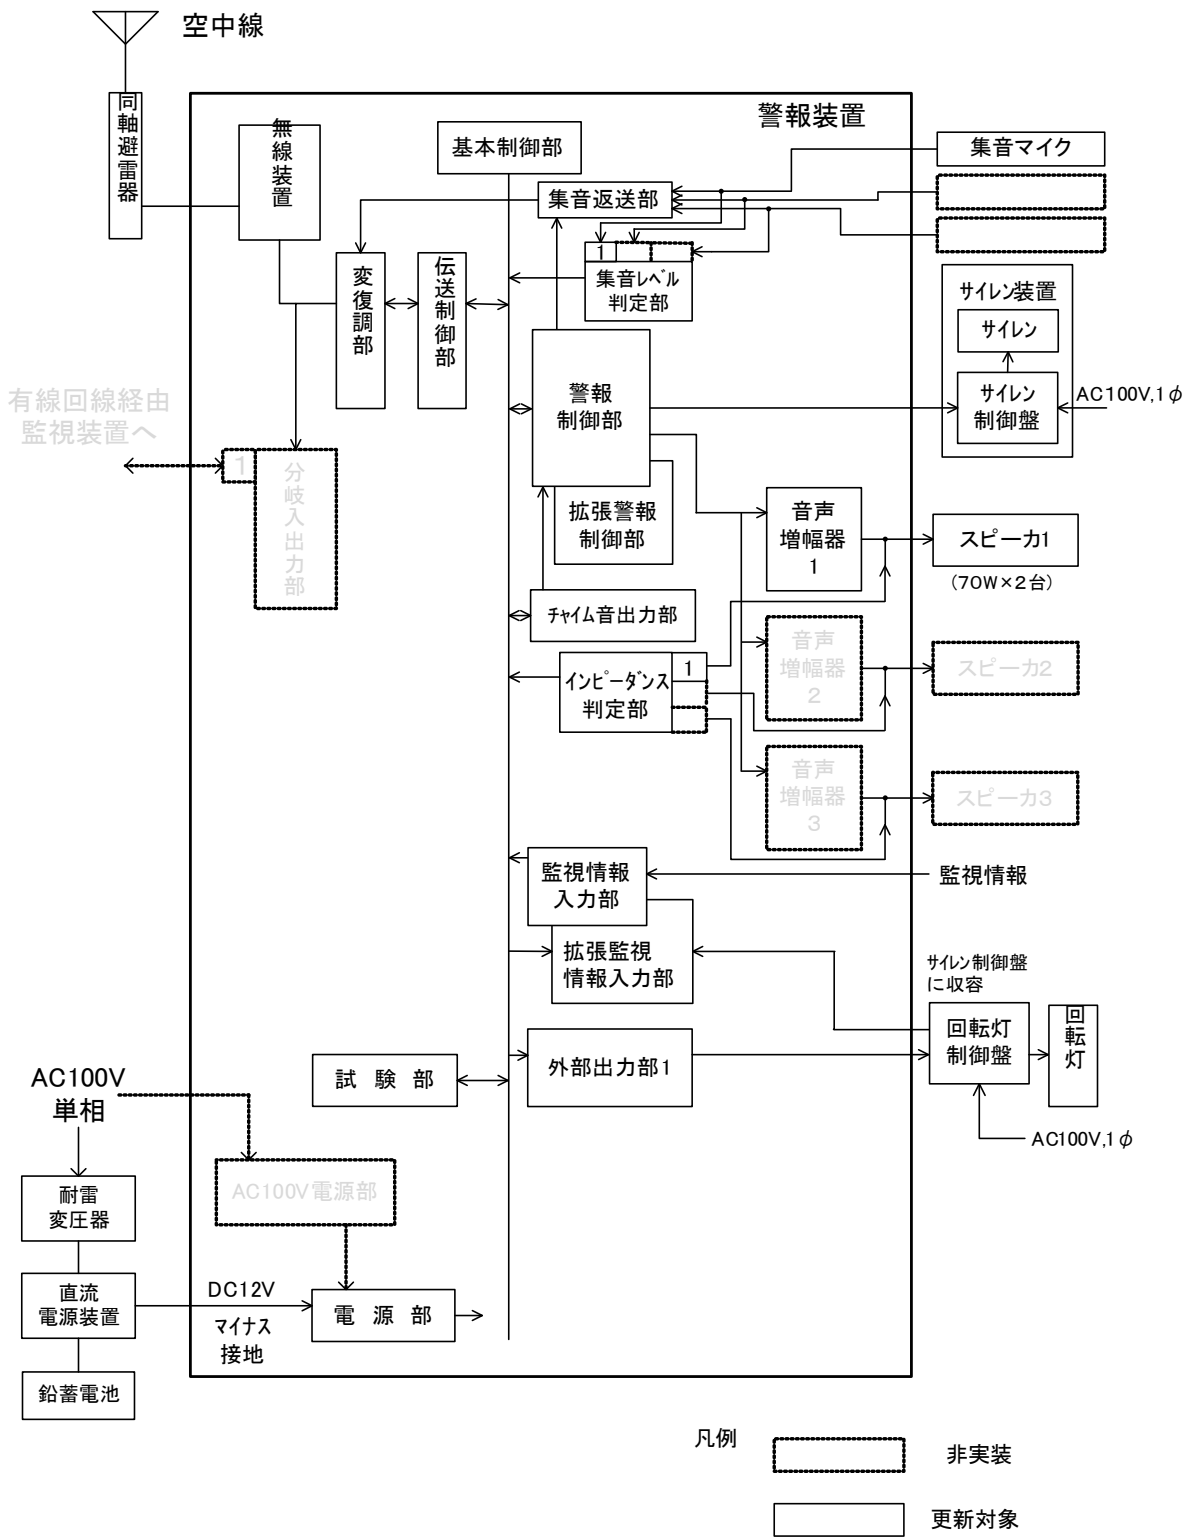 空中線
同軸避雷器
無線装置
警報装置
基本制御部
集音マイク
集音返送部
1
集音レベル
判定部
変復調部
伝送制御部
サイレン装置
サイレン
サイレン
制御盤
AC100V,1φ
警報
制御部
有線回線経由
監視装置へ
1
分岐入出力部
拡張警報
制御部
音声
増幅器
1
スピーカ1
(70W×2台)
チャイム音出力部
音声
増幅器
2
スピーカ2
インピーダンス
判定部
1
音声
増幅器
3
スピーカ3
監視情報
入力部
監視情報
拡張監視
情報入力部
サイレン制御盤
に収容
回転灯
制御盤
回転灯
外部出力部1
試験部
AC100V
単相
AC100V,1φ
AC100V電源部
耐雷
変圧器
直流
電源装置
DC12V
マイナス
接地
電源部
鉛蓄電池
凡例
非実装
更新対象